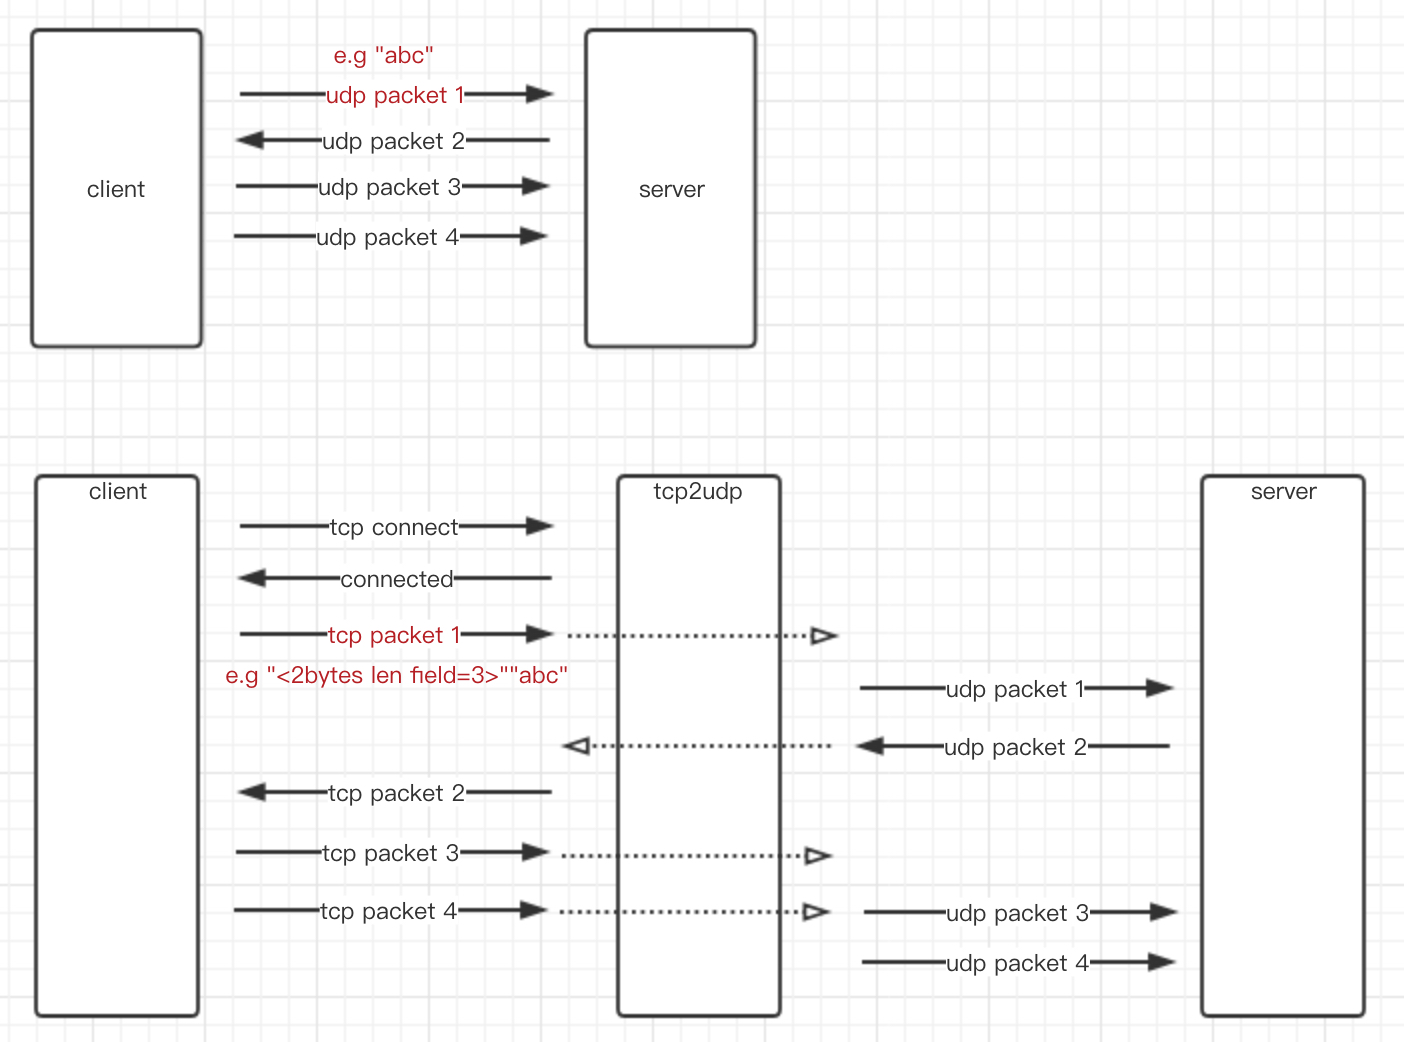 e.g "abc"
udp packet 1
udp packet 2
client
udp packet 3
server
udp packet 4
client
tcp2udp
server
tcp connect
connected
tcp packet 1
e.g "<2bytes len field=3>""abc"
udp packet 1
udp packet 2
tcp packet 2
tcp packet 3
tcp packet 4
udp packet 3
udp packet 4